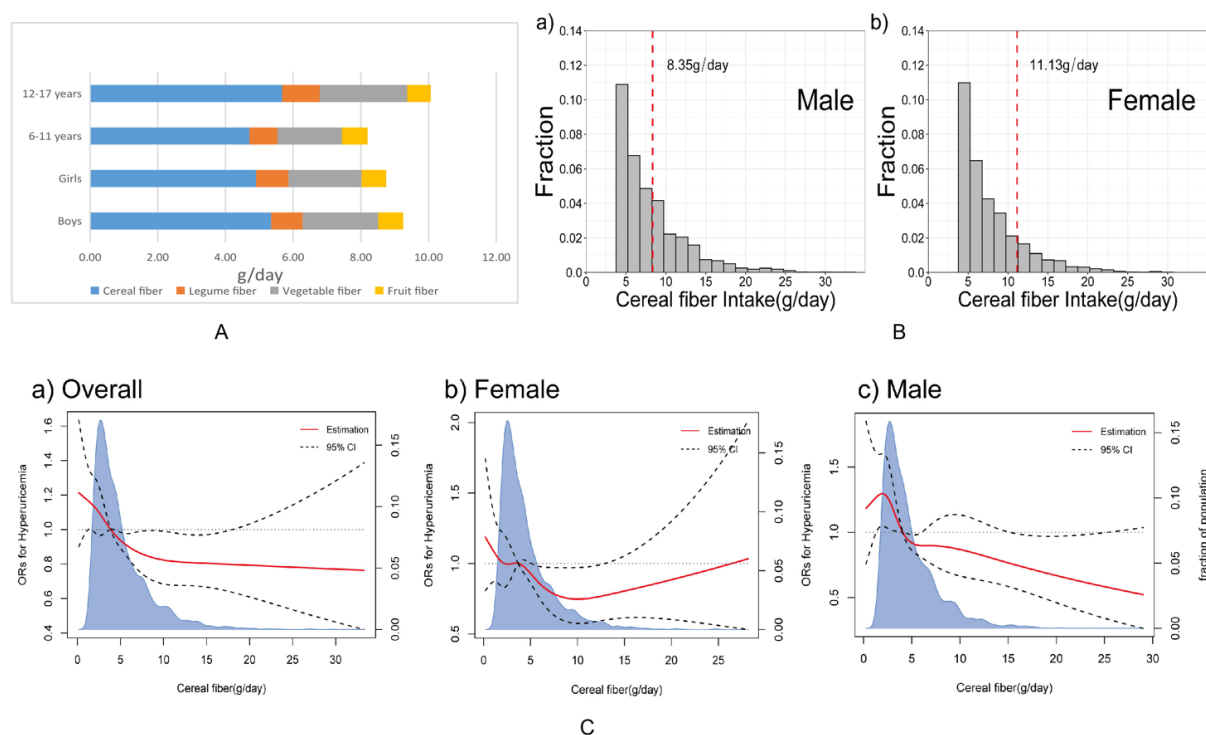 12-17 years
6-11 years
Girls
Boys
0.00 2.00 4.00 6.00 8.00 10.00 12.00
g/day
Cereal fiber Legume fiber Vegetable fiber Fruit fiber
A
a)
0.14
0.12
0.10
0.08
0.06
0.04
0.02
0.0
Fraction
8.35g/day
Male
0 5 10 15 20 25 30
Cereal fiber Intake(g/day)
b)
0.14
0.12
0.10
0.08
0.06
0.04
0.02
0.0
Fraction
11.13g/day
Female
0 5 10 15 20 25 30
Cereal fiber Intake(g/day)
B
a) Overall
ORs for Hyperuricemia
1.6
1.4
1.2
1.0
0.8
0.6
0.4
Estimation
95% CI
0.15
0.10
0.05
0.00
0 5 10 15 20 25 30
Cereal fiber(g/day)
b) Female
ORs for Hyperuricemia
2.0
1.5
1.0
0.5
Estimation
95% CI
0.15
0.10
0.05
0.00
0 5 10 15 20 25
Cereal fiber(g/day)
c) Male
ORs for Hyperuricemia
1.5
1.0
0.5
Estimation
95% CI
0.15
0.10
0.05
0.00
fraction of population
0 5 10 15 20 25 30
Cereal fiber(g/day)
C